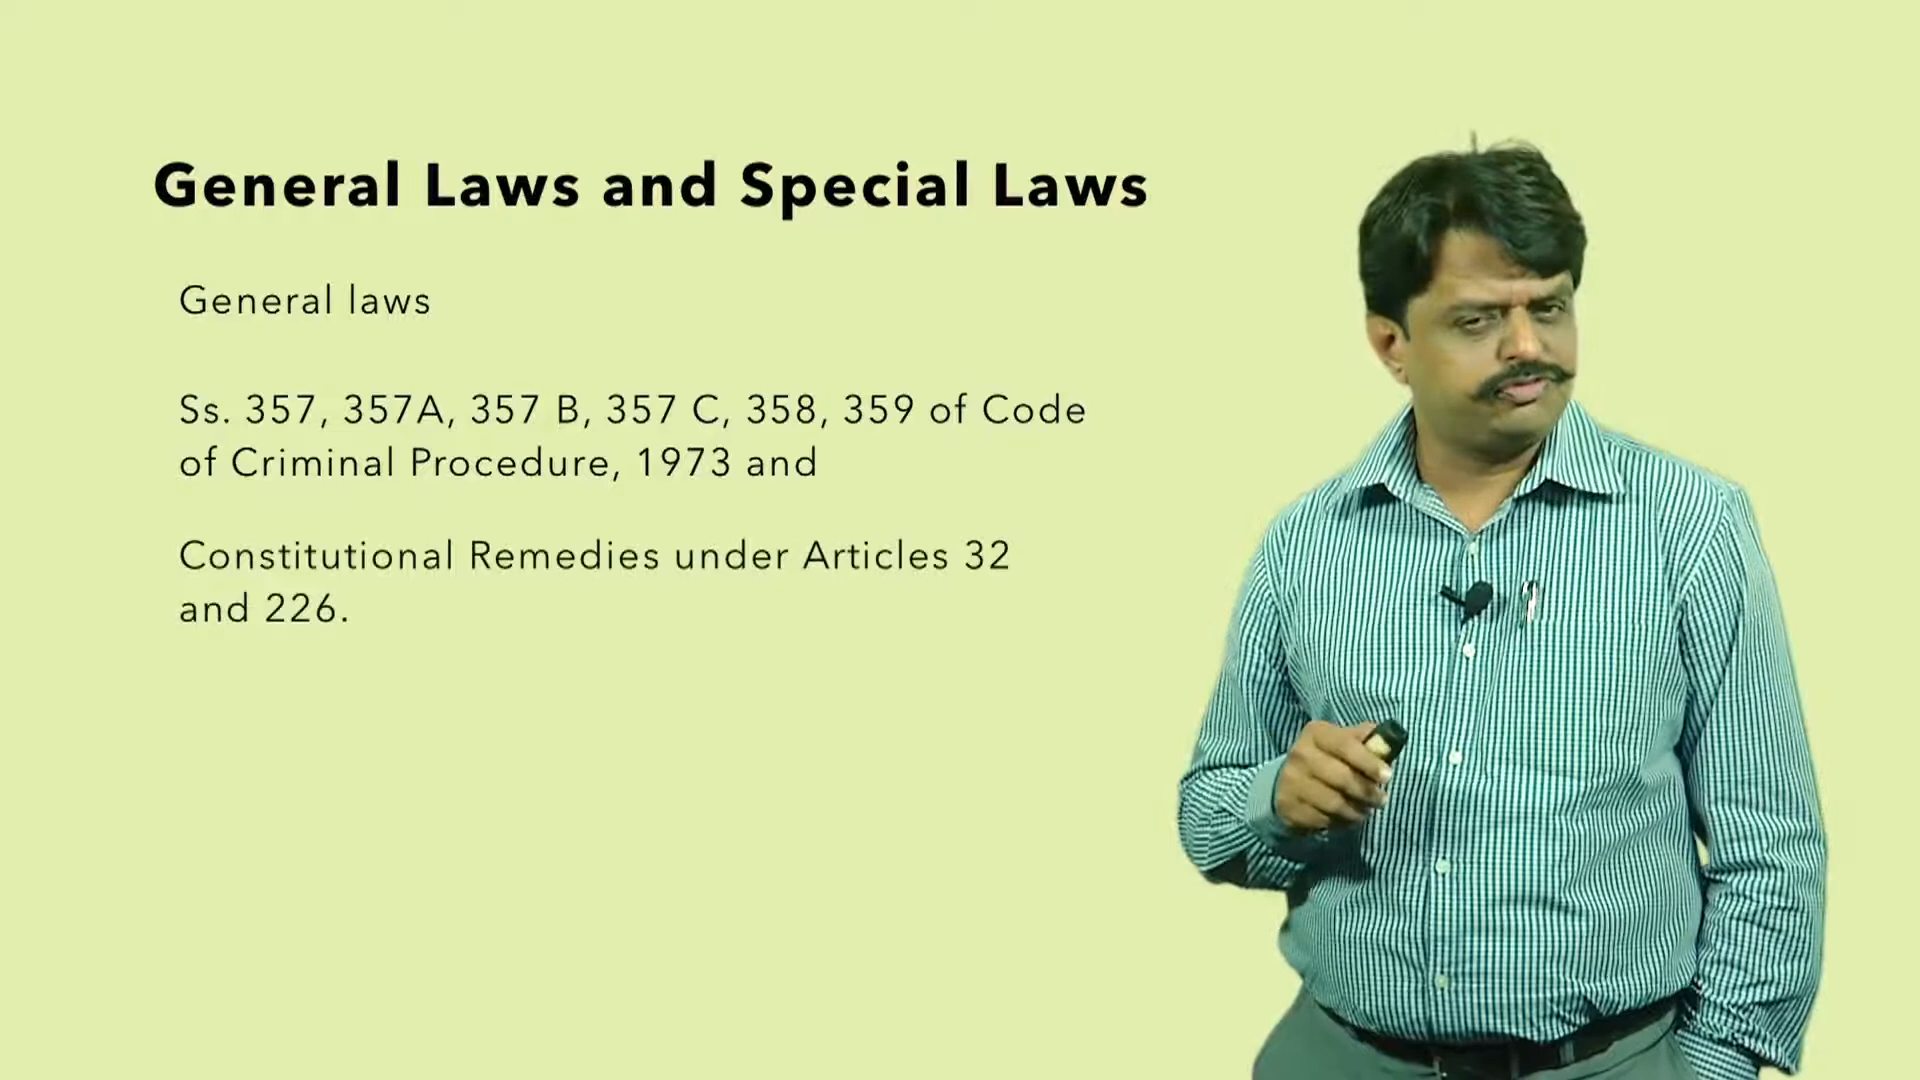 General Laws and Special Laws
General laws
Ss. 357, 357A, 357 B, 357 C, 358, 359 of Code
of Criminal Procedure, 1973 and
Constitutional Remedies under Articles 32
and 226.